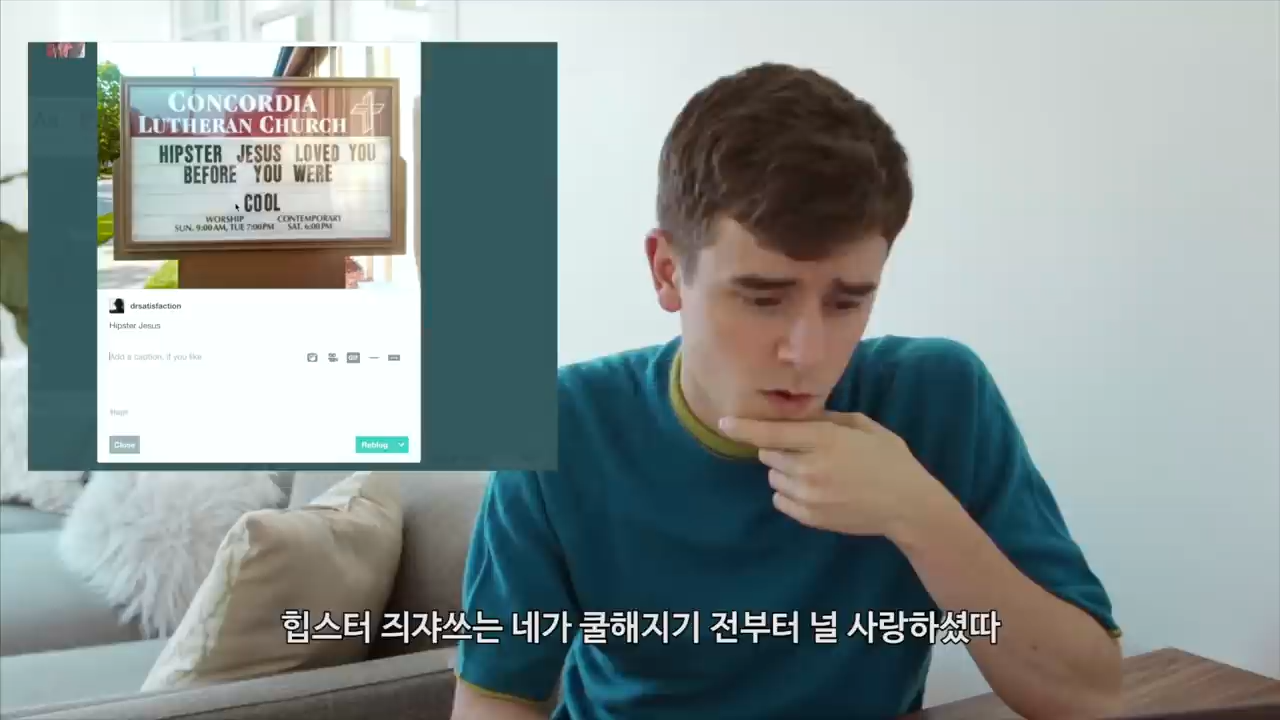 CONCORDIA
LUTHERAN CHURCH
HIPSTER JESUS LOVED YOU
BEFORE YOU WERE
COOL
WORSHIP CONTEMPORARY
SUN. 9:00AM, TUE 7:00PM SAT. 6:00PM
drsatisfaction
Hipster Jesus
Add a caption, if you like
GIF
Close Reblog
힙스터 즤쟈쓰는 네가 쿨해지기 전부터 널 사랑하셨따